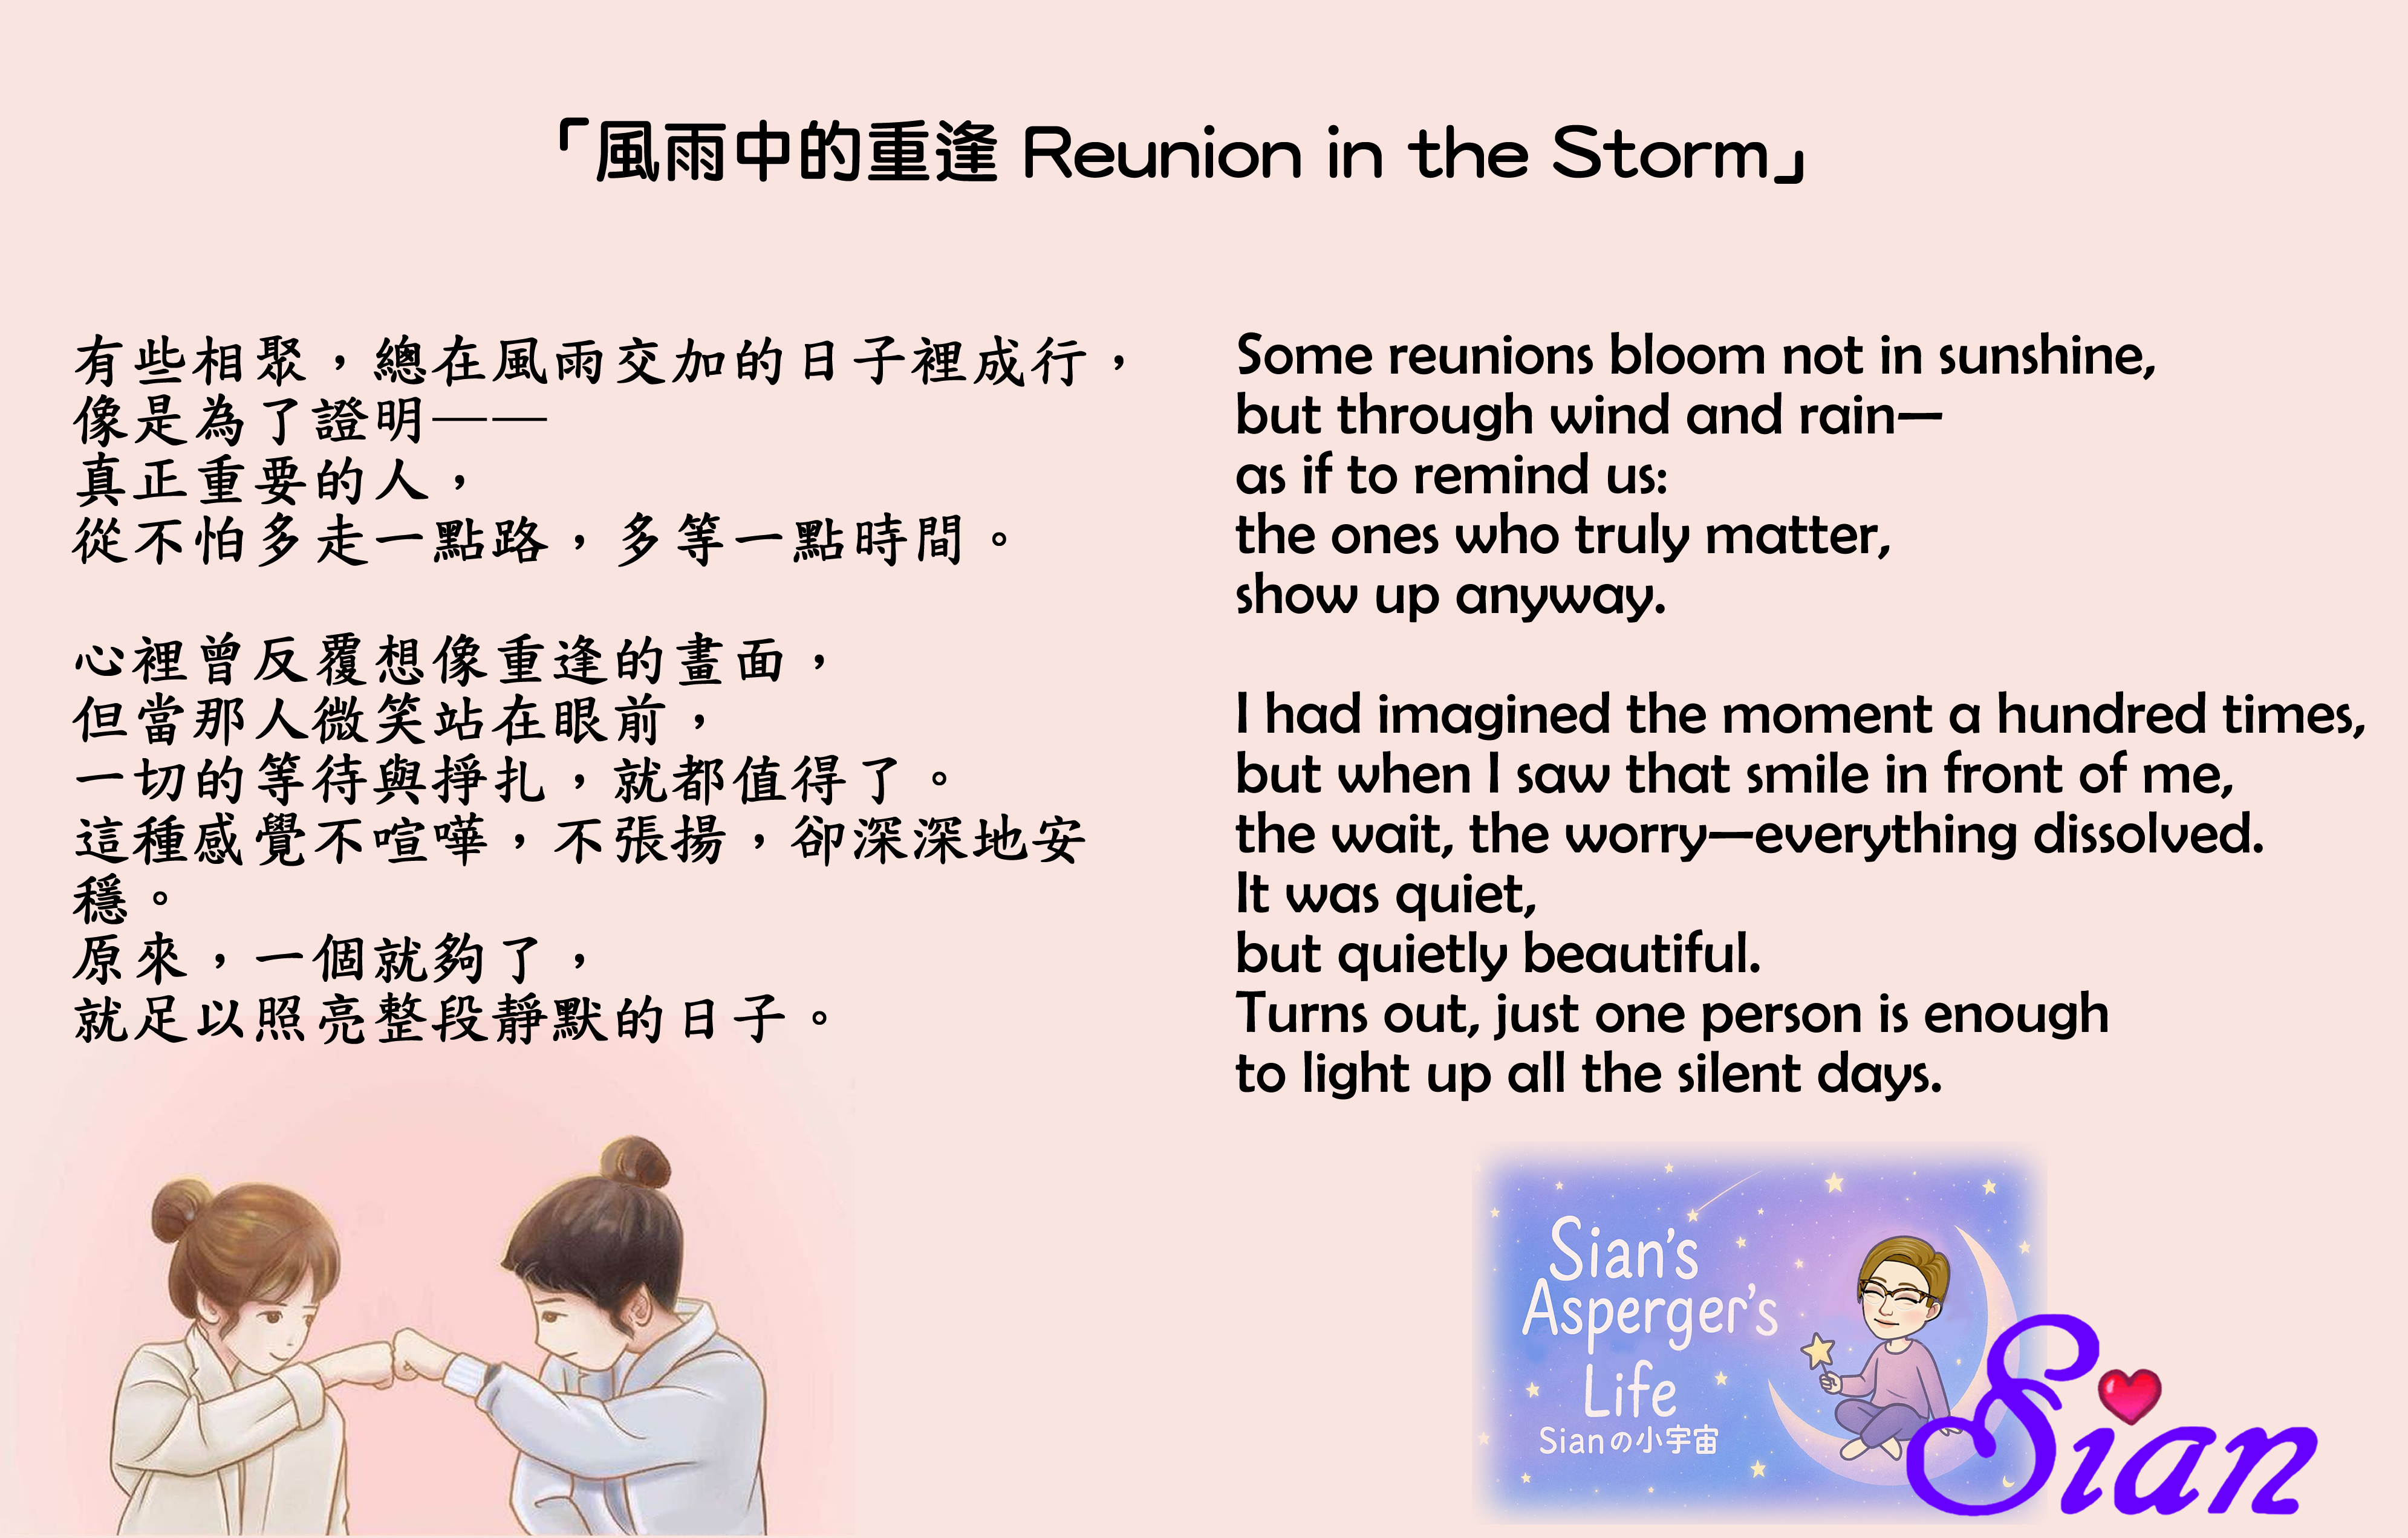 「風雨中的重逢 Reunion in the Storm」
有些相聚，總在風雨交加的日子裡成行，
像是為了證明——
真正重要的人，
從不怕多走一點路，多等一點時間。
心裡曾反覆想像重逢的畫面，
但當那人微笑站在眼前，
一切的等待與掙扎，就都值得了。
這種感覺不喧嘩，不張揚，卻深深地安
穩。
原來，一個就夠了，
就足以照亮整段靜默的日子。
Some reunions bloom not in sunshine,
but through wind and rain—
as if to remind us:
the ones who truly matter,
show up anyway.
I had imagined the moment a hundred times,
but when I saw that smile in front of me,
the wait, the worry—everything dissolved.
It was quiet,
but quietly beautiful.
Turns out, just one person is enough
to light up all the silent days.
Sian's
Asperger's
Life
Sianの小宇宙
Sian